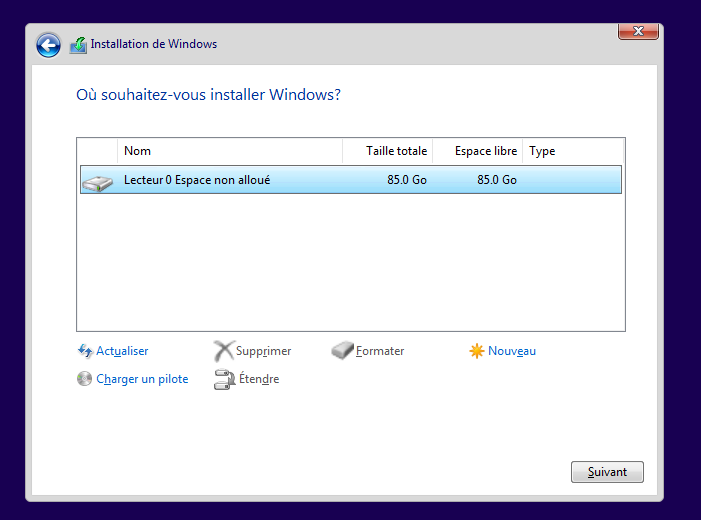 Installation de Windows
Où souhaitez-vous installer Windows?
Nom Taille totale Espace libre Type
Lecteur 0 Espace non alloué 85.0 Go 85.0 Go
Actualiser Supprimer Formater Nouveau
Charger un pilote Étendre
Suivant